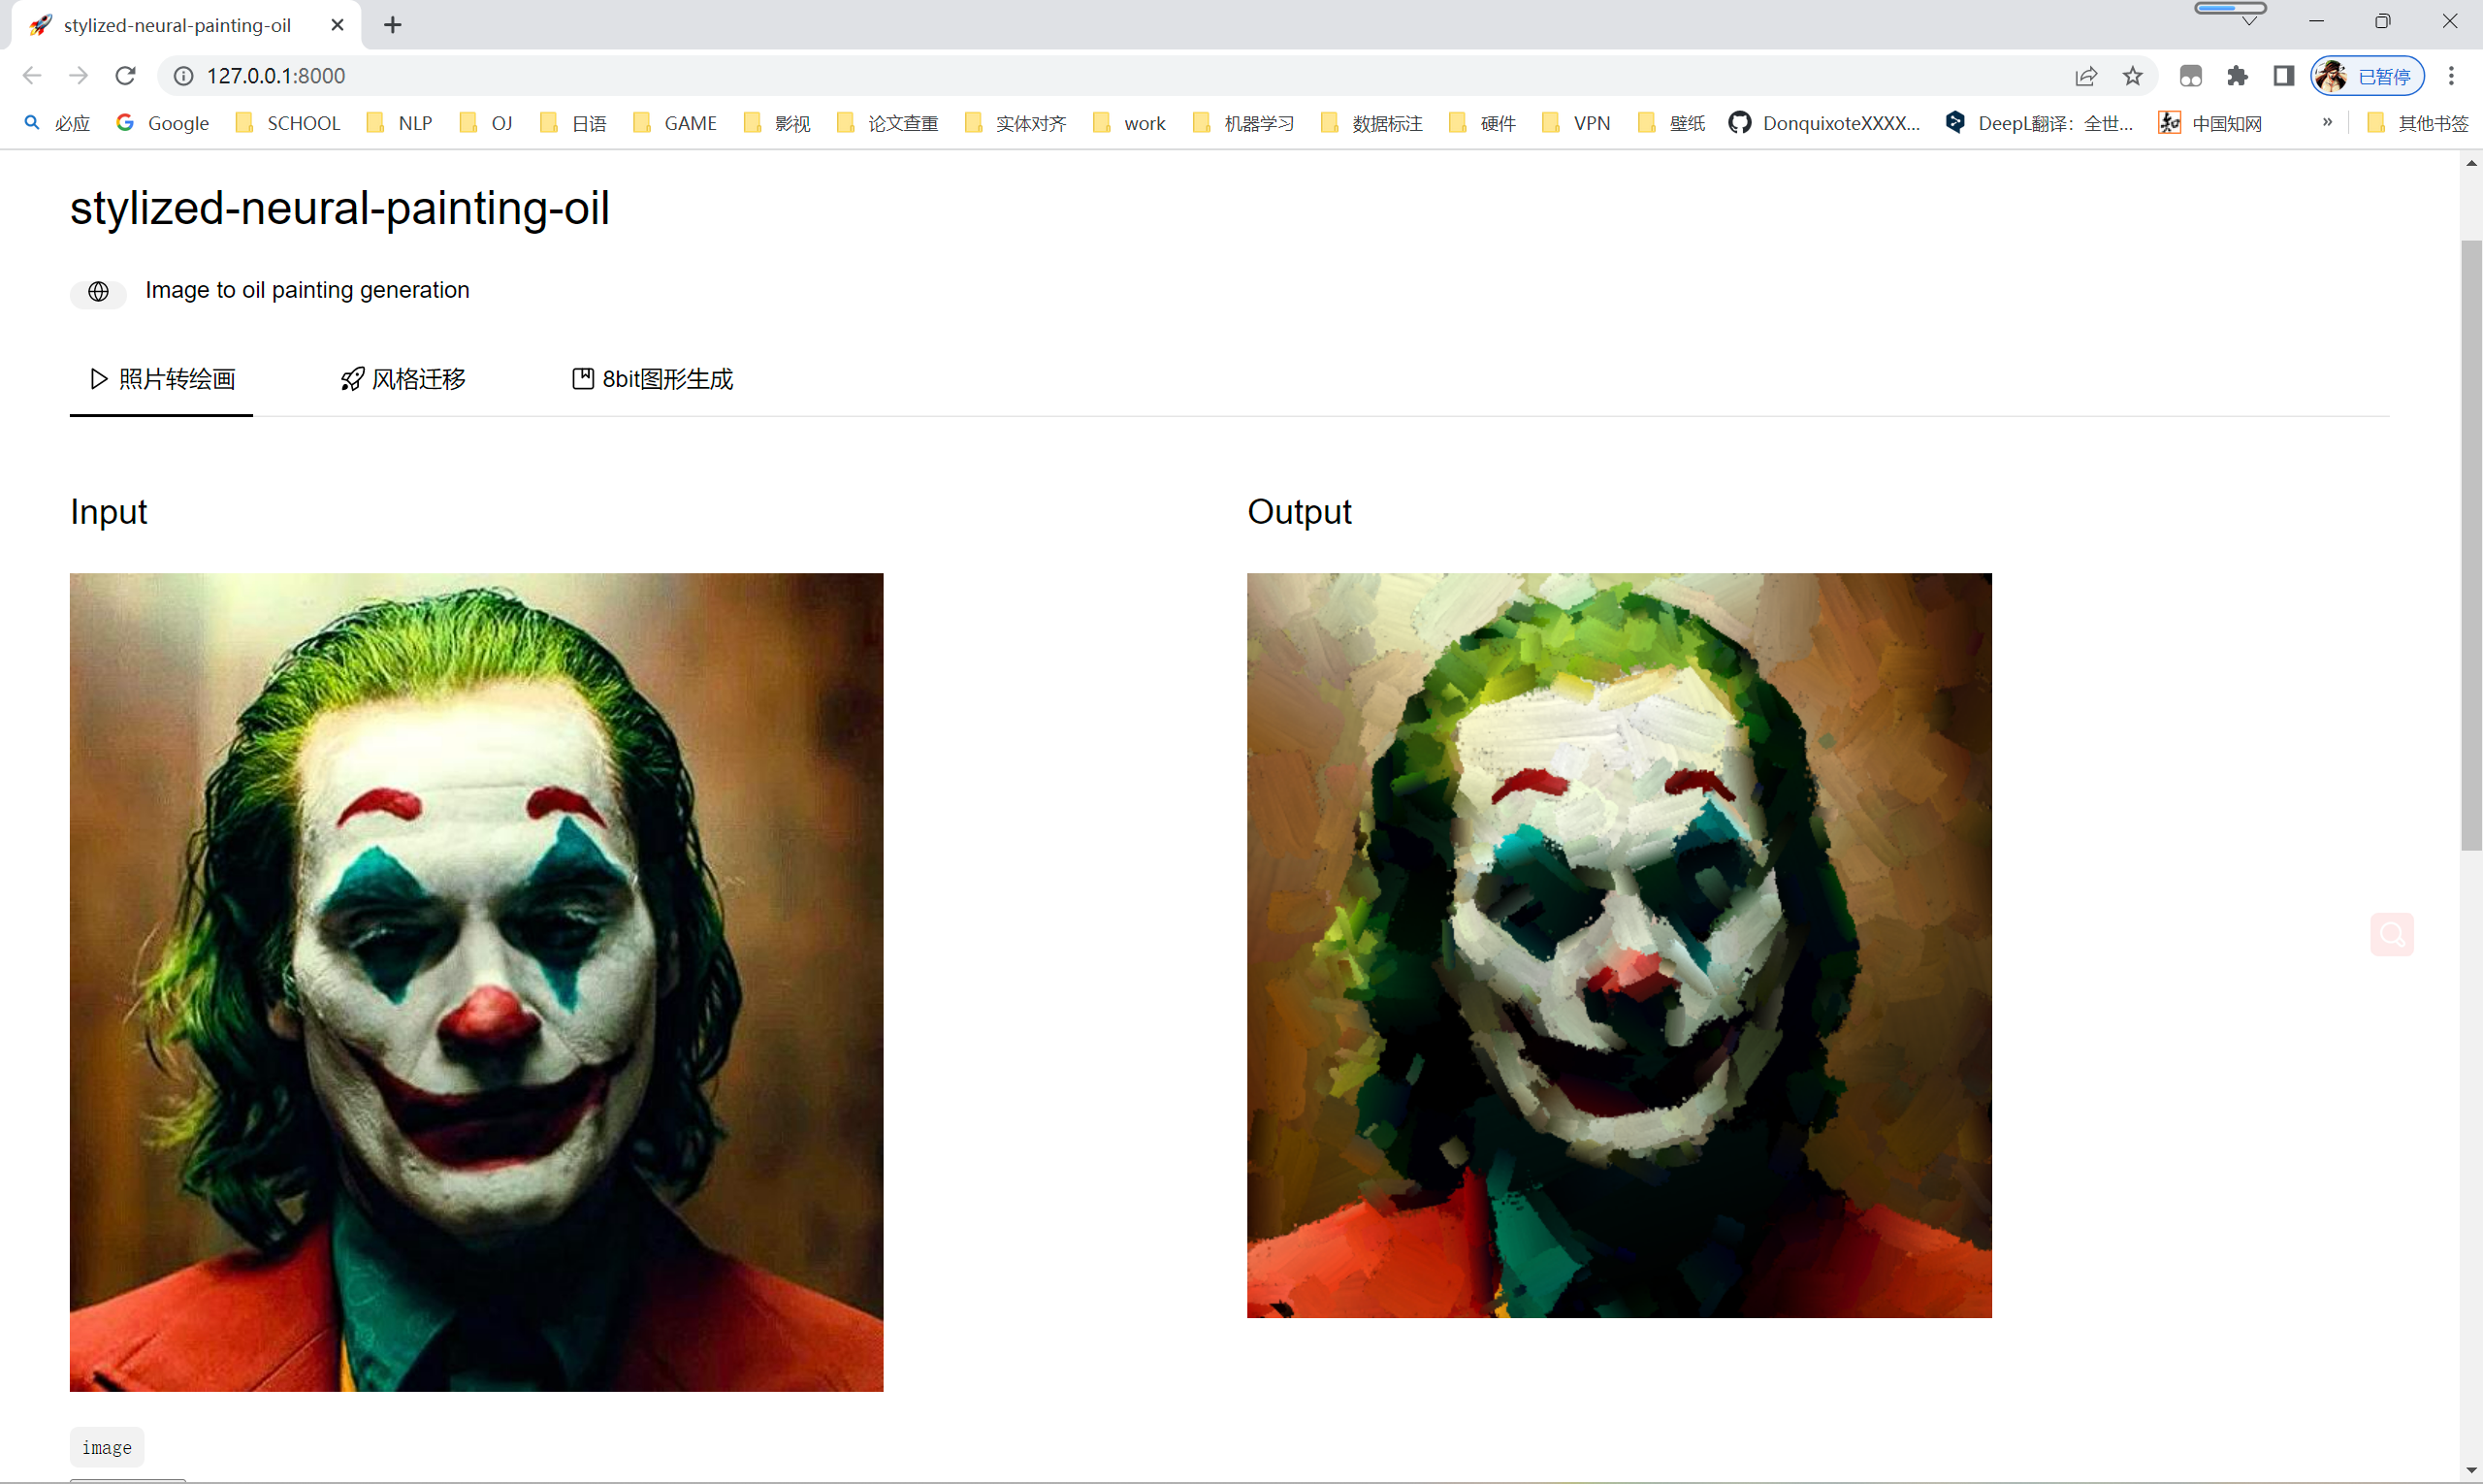 stylized-neural-painting-oil
127.0.0.1:8000
已暂停
必应 Google SCHOOL NLP OJ 日语 GAME 影视 论文查重 实体对齐 work 机器学习 数据标注 硬件 VPN 壁纸 DonquixoteXXXX... DeepL翻译：全世... 中国知网 » 其他书签
stylized-neural-painting-oil
Image to oil painting generation
照片转绘画 风格迁移 8bit图形生成
Input Output
image